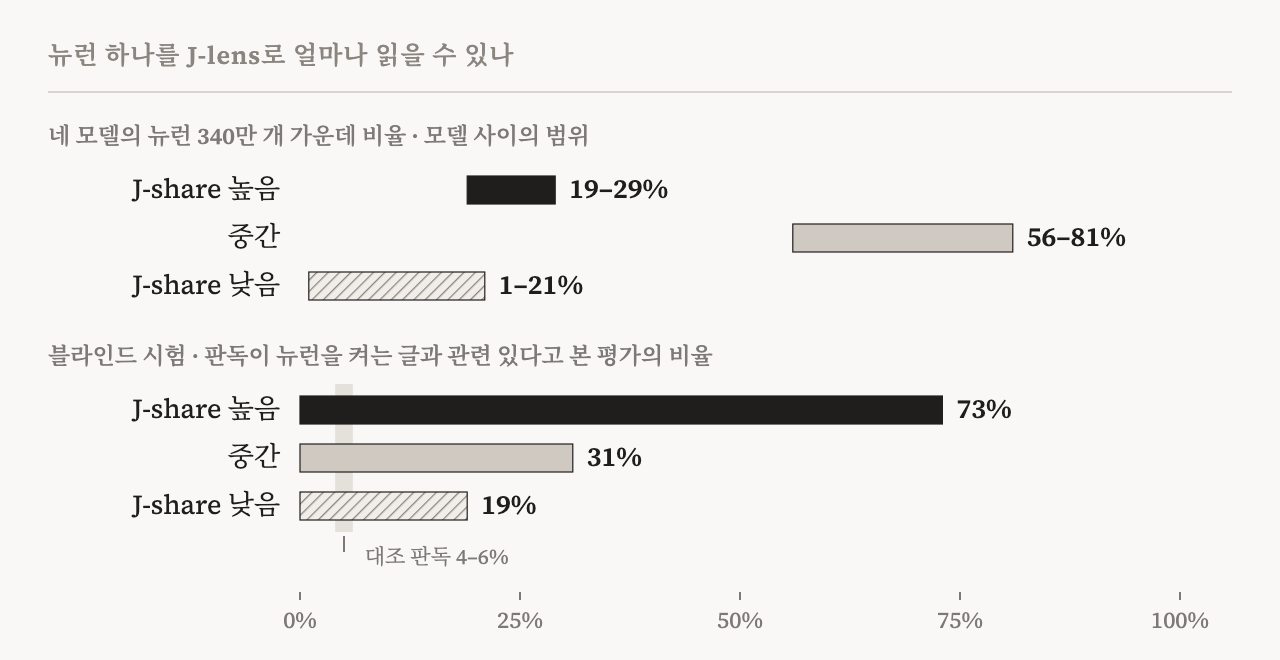 뉴런 하나를 J-lens로 얼마나 읽을 수 있나
네 모델의 뉴런 340만 개 가운데 비율 · 모델 사이의 범위
J-share 높음 19–29%
중간 56–81%
J-share 낮음 1–21%
블라인드 시험 · 판독이 뉴런을 켜는 글과 관련 있다고 본 평가의 비율
J-share 높음 73%
중간 31%
J-share 낮음 19%
대조 판독 4–6%
0% 25% 50% 75% 100%